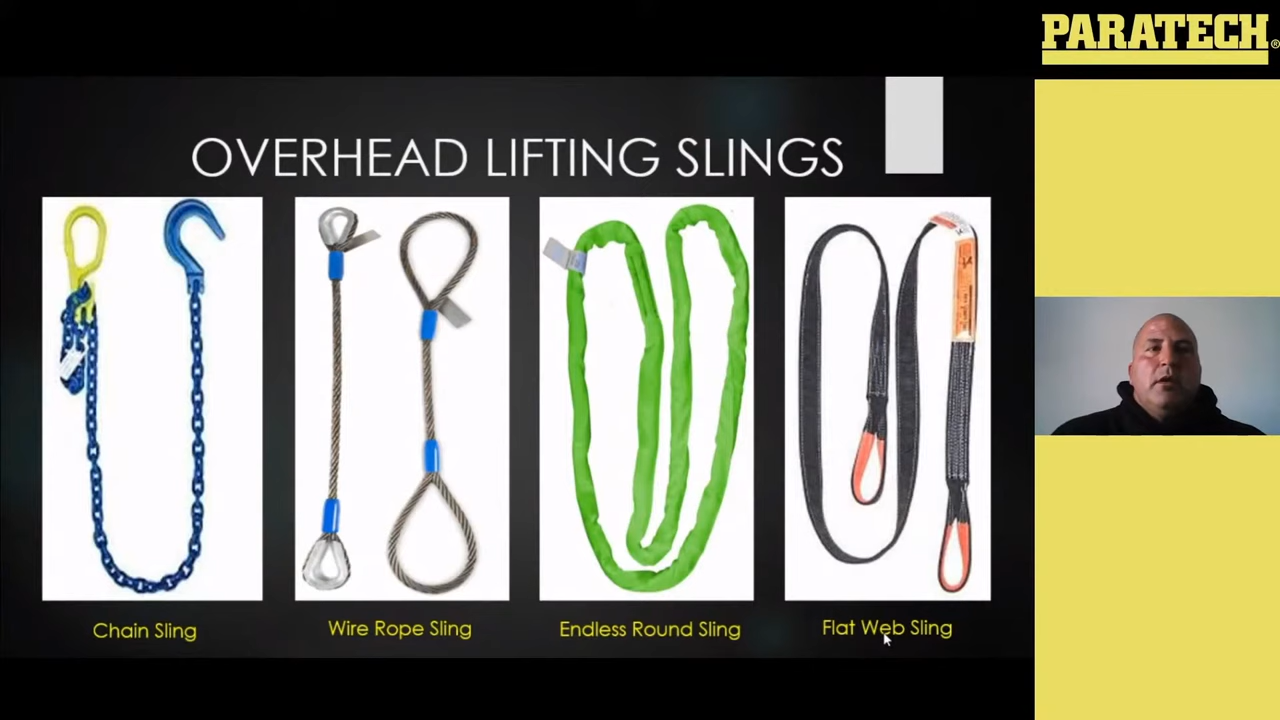 PARATECH®
OVERHEAD LIFTING SLINGS
Chain Sling
Wire Rope Sling
Endless Round Sling
Flat Web Sling